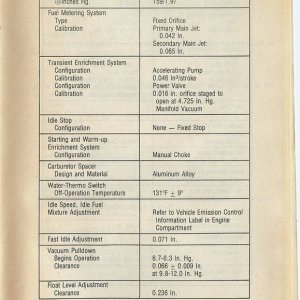 @inches Hg. 159/1.97
Fuel Metering System
Type Fixed Orifice
Calibration Primary Main Jet:
0.042 in.
Secondary Main Jet:
0.065 in.
Transient Enrichment System
Configuration Accelerating Pump
Calibration 0.046 in³/stroke
Configuration Power Valve
Calibration 0.016 in. orifice staged to
open at 4.725 In. Hg.
Manifold Vacuum
Idle Stop
Configuration None — Fixed Stop
Starting and Warm-up
Enrichment System
Configuration Manual Choke
Carburetor Spacer
Design and Material Aluminum Alloy
Water-Thermo Switch
Off-Operation Temperature 131°F ± 9°
Idle Speed, Idle Fuel
Mixture Adjustment Refer to Vehicle Emission Control
Information Label in Engine
Compartment
Fast Idle Adjustment 0.071 in.
Vacuum Pulldown
Begins Operation 6.7-8.3 In. Hg.
Clearance 0.066 ± 0.009 In.
at 9.8-12.0 In. Hg.
Float Level Adjustment
Clearance 0.236 in.